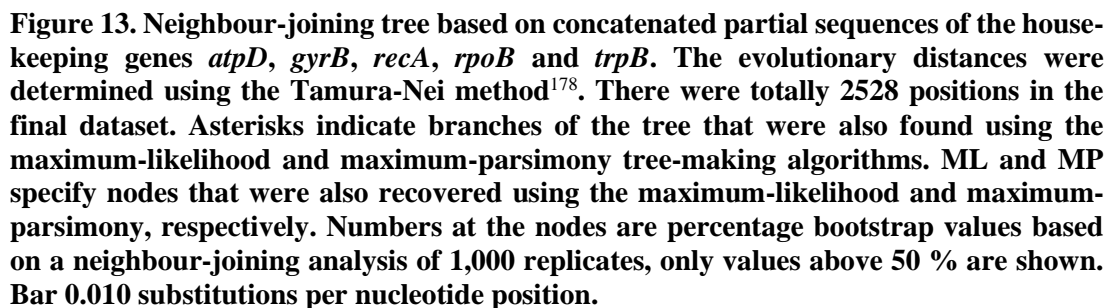 Figure 13. Neighbour-joining tree based on concatenated partial sequences of the house-
keeping genes atpD, gyrB, recA, rpoB and trpB. The evolutionary distances were
determined using the Tamura-Nei method178. There were totally 2528 positions in the
final dataset. Asterisks indicate branches of the tree that were also found using the
maximum-likelihood and maximum-parsimony tree-making algorithms. ML and MP
specify nodes that were also recovered using the maximum-likelihood and maximum-
parsimony, respectively. Numbers at the nodes are percentage bootstrap values based
on a neighbour-joining analysis of 1,000 replicates, only values above 50 % are shown.
Bar 0.010 substitutions per nucleotide position.